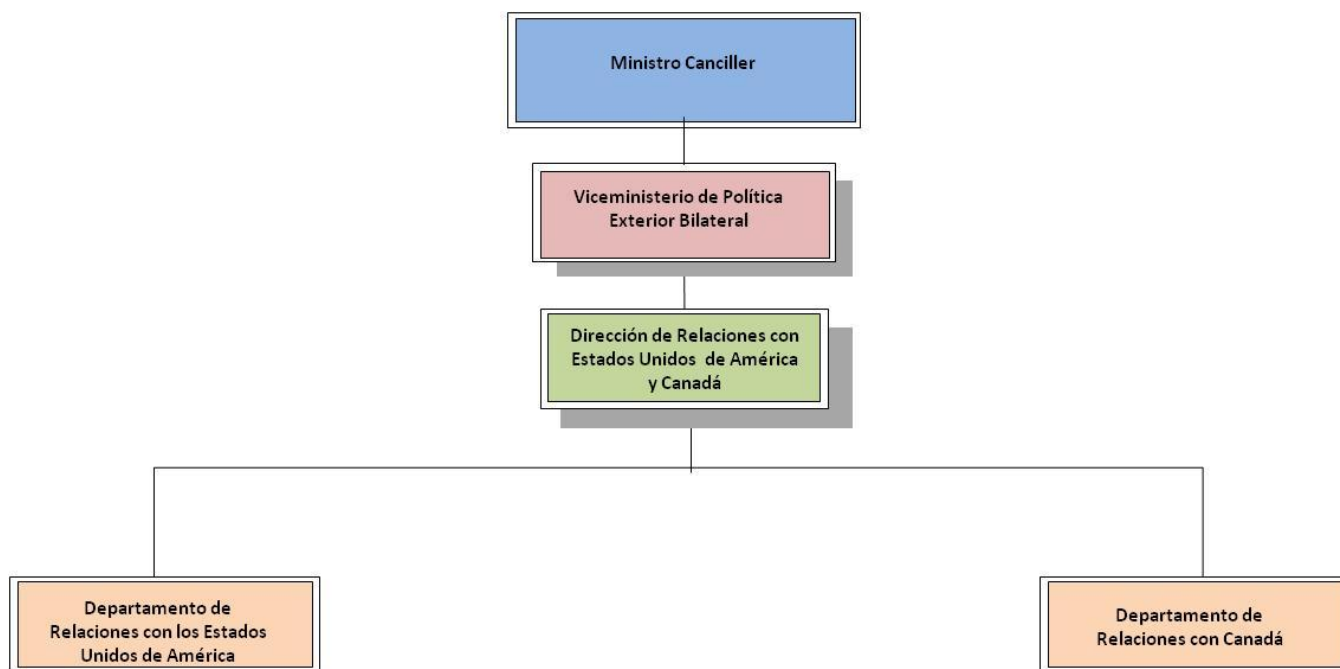 Ministro Canciller
Viceministerio de Política
Exterior Bilateral
Dirección de Relaciones con
Estados Unidos de América
y Canadá
Departamento de
Relaciones con los Estados
Unidos de América
Departamento de
Relaciones con Canadá